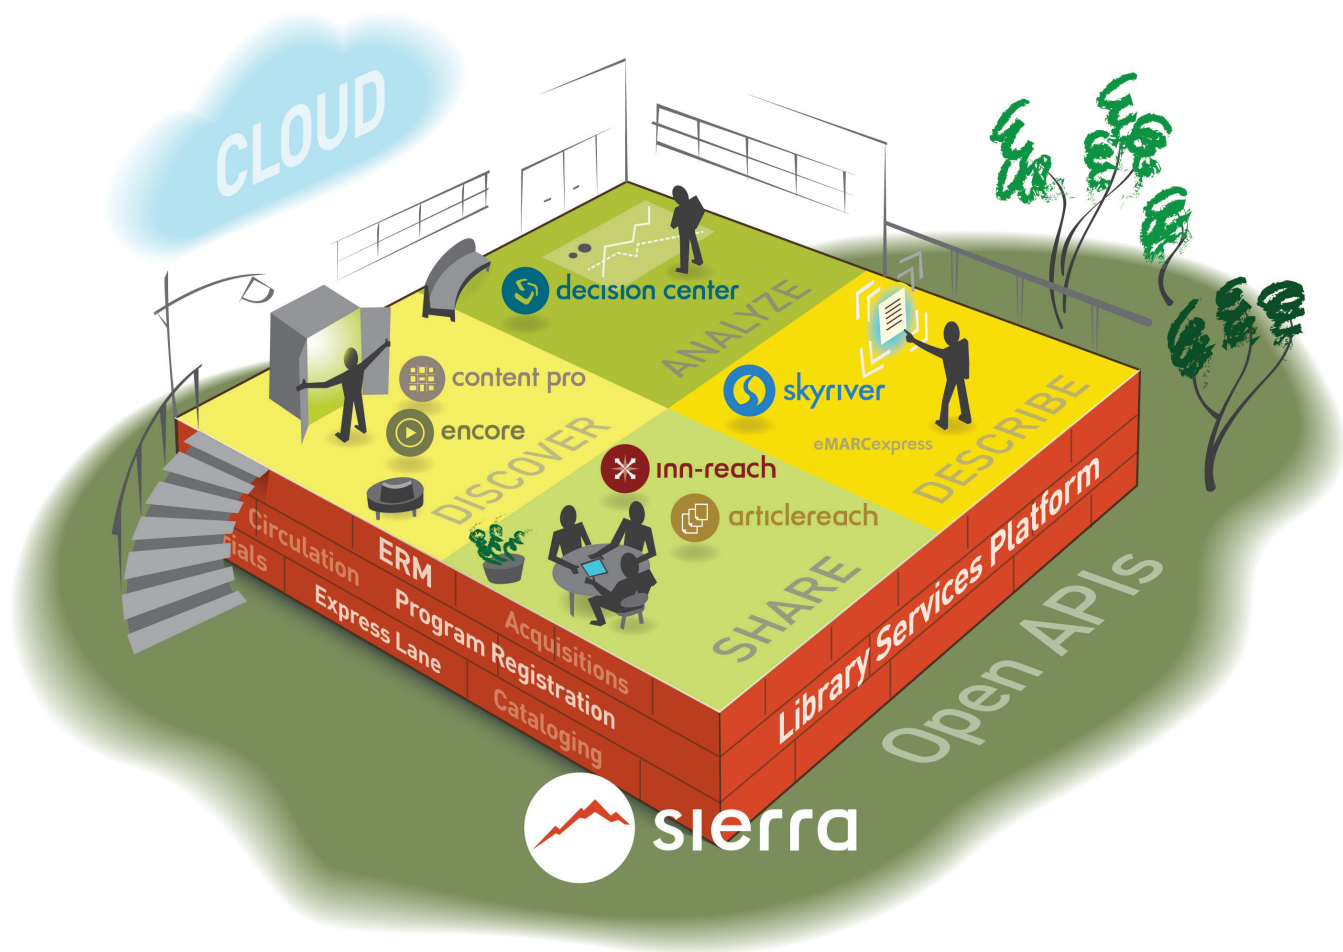 CLOUD
decision center
ANALYZE
content pro
skyriver
encore
eMARCexpress
DISCOVER
DESCRIBE
inn-reach
articlereach
SHARE
Circulation
ERM
Acquisitions
ials
Program Registration
Express Lane
Cataloging
Library Services Platform
Open APIs
sierra